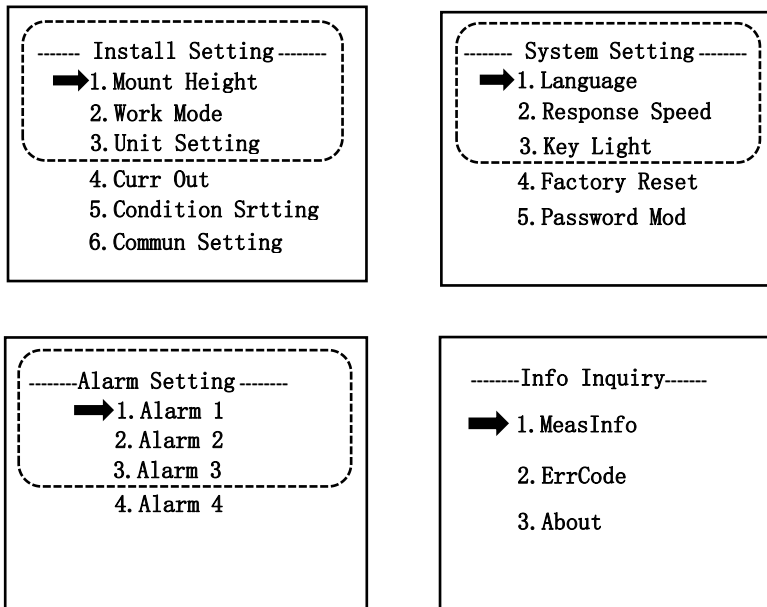 ------- Install Setting--------
1. Mount Height
2. Work Mode
3. Unit Setting
4. Curr Out
5. Condition Srtting
6. Commun Setting
-------- System Setting--------
1. Language
2. Response Speed
3. Key Light
4. Factory Reset
5. Password Mod
--------Alarm Setting--------
1. Alarm 1
2. Alarm 2
3. Alarm 3
4. Alarm 4
--------Info Inquiry-------
1. MeasInfo
2. ErrCode
3. About